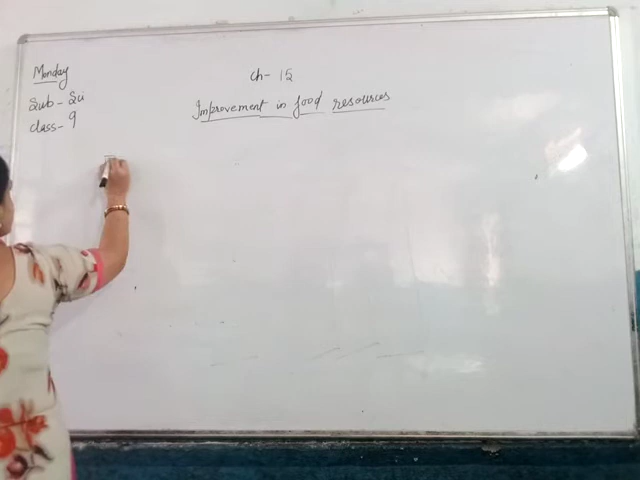 Monday
Sub - Sci
class - 9
Ch - 15
Improvement in food resources